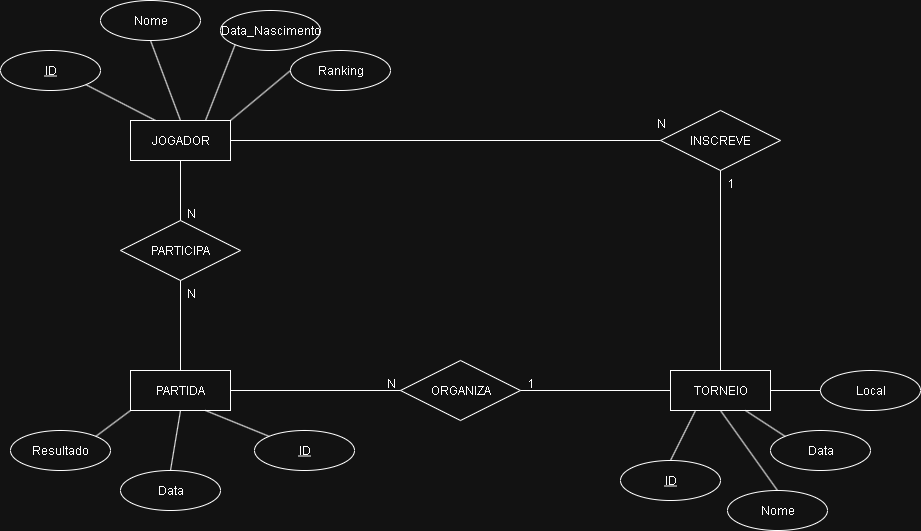 Nome
Data_Nascimento
ID
Ranking
N
JOGADOR
INSCREVE
1
N
PARTICIPA
N
N
1
PARTIDA
ORGANIZA
TORNEIO
Local
Resultado
ID
Data
Data
ID
Nome